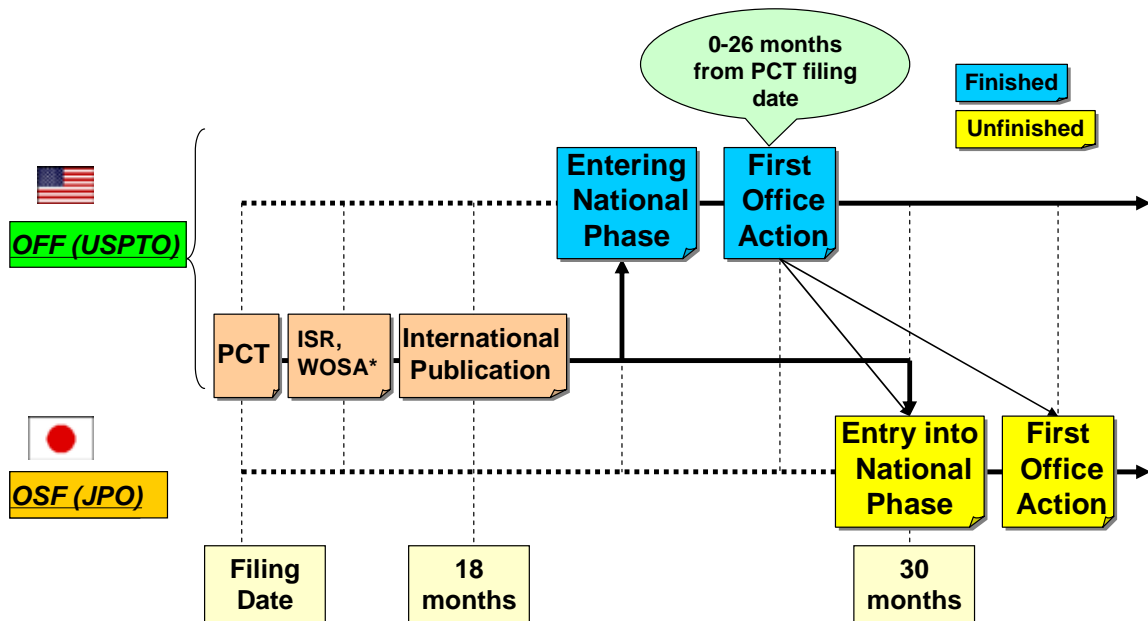 0-26 months
from PCT filing
date
Finished
Unfinished
Entering
National
Phase
First
Office
Action
OFF (USPTO)
PCT
ISR,
WOSA*
International
Publication
Entry into
National
Phase
First
Office
Action
OSF (JPO)
Filing
Date
18
months
30
months